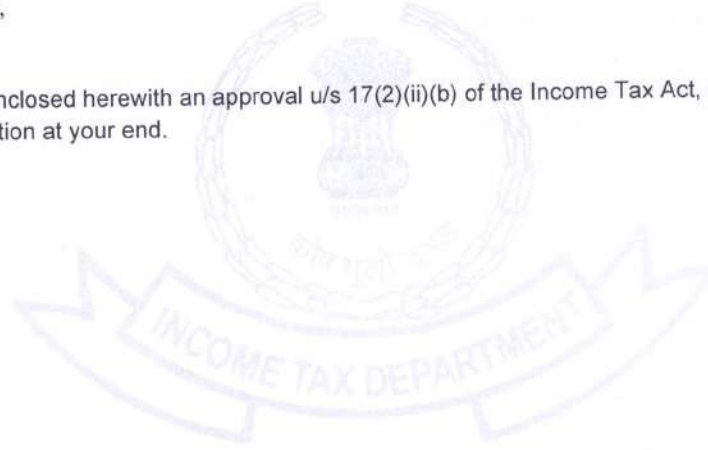 ,
nclosed herewith an approval u/s 17(2)(ii)(b) of the Income Tax Act,
tion at your end.
कोष मूलो दण्डः
INCOME TAX DEPARTMENT